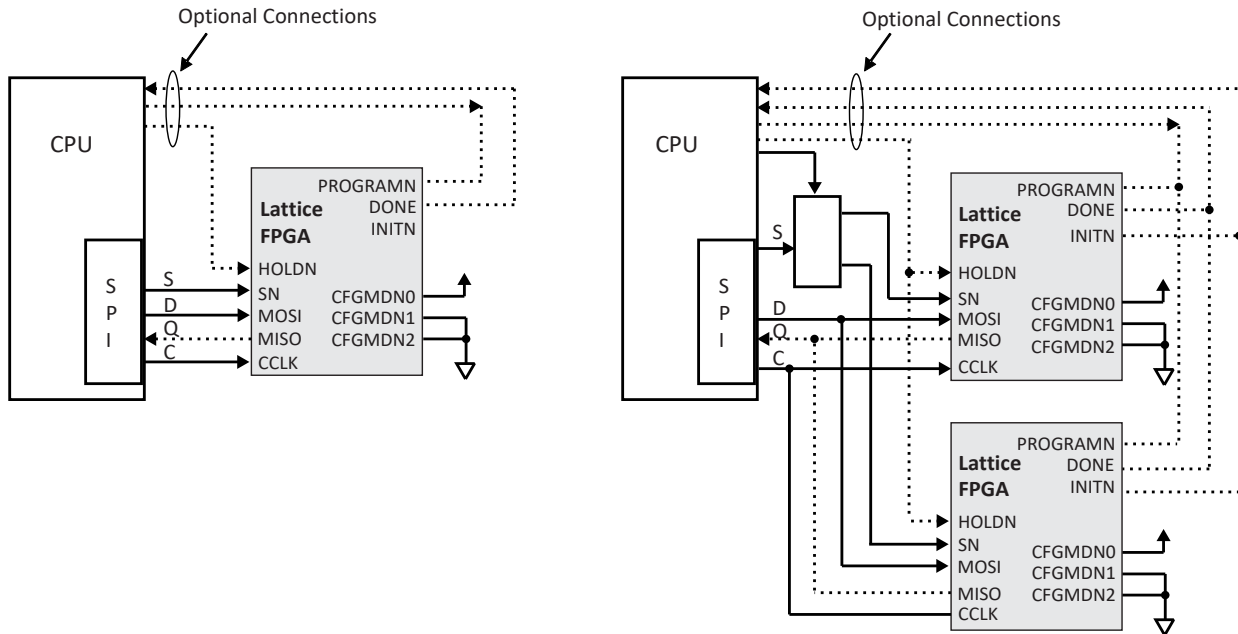 Optional Connections
CPU
PROGRAMN
DONE
INITN
Lattice
FPGA
HOLDN
SN
MOSI
MISO
CCLK
CFGMDN0
CFGMDN1
CFGMDN2
S
P
I
S
D
Q
C
Optional Connections
CPU
S
S
P
I
D
Q
C
PROGRAMN
DONE
INITN
Lattice
FPGA
HOLDN
SN
MOSI
MISO
CCLK
CFGMDN0
CFGMDN1
CFGMDN2
PROGRAMN
DONE
INITN
Lattice
FPGA
HOLDN
SN
MOSI
MISO
CCLK
CFGMDN0
CFGMDN1
CFGMDN2